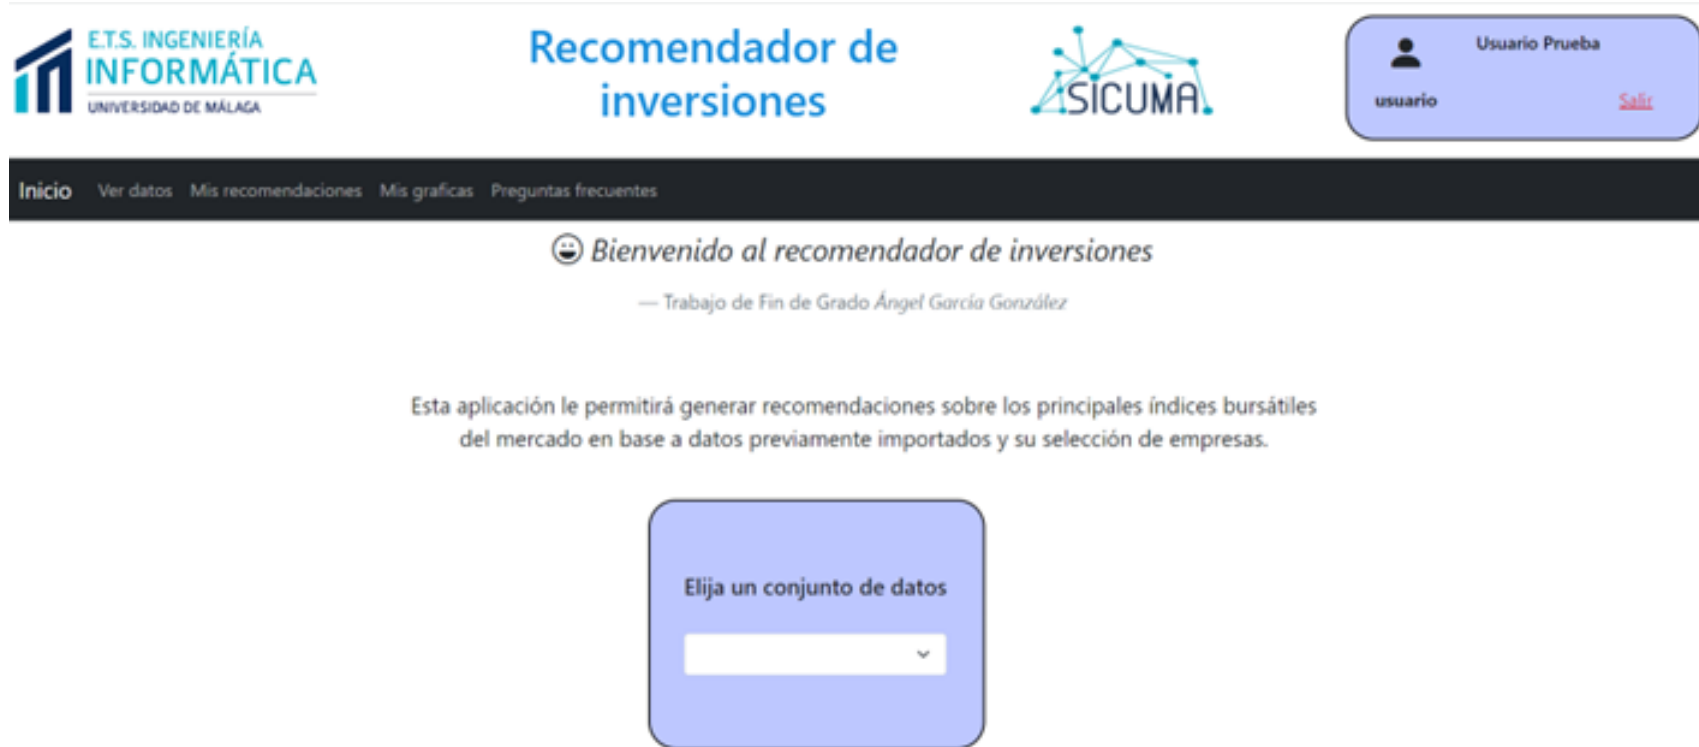 E.T.S. INGENIERÍA
INFORMÁTICA
UNIVERSIDAD DE MÁLAGA
Recomendador de
inversiones
SICUMA
Usuario Prueba
usuario
Salir
Inicio Ver datos Mis recomendaciones Mis graficas Preguntas frecuentes
Bienvenido al recomendador de inversiones
— Trabajo de Fin de Grado Ángel García González
Esta aplicación le permitirá generar recomendaciones sobre los principales índices bursátiles
del mercado en base a datos previamente importados y su selección de empresas.
Elija un conjunto de datos